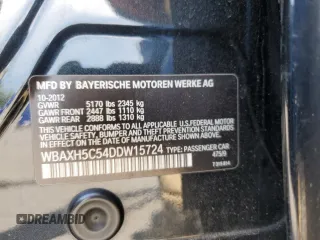 MFD BY BAYERISCHE MOTOREN WERKE AG
10-2012
GVWR 5170 lbs 2345 kg
GAWR FRONT 2447 lbs 1110 kg
GAWR REAR 2888 lbs 1310 kg
THIS VEHICLE CONFORMS TO ALL
APPLICABLE U.S. FEDERAL MOTOR
VEHICLE SAFETY, BUMPER, AND
THEFT PREVENTION STANDARDS
IN EFFECT ON THE DATE OF
MANUFACTURE SHOWN ABOVE.
WBAXH5C54DDW15724 TYPE: PASSENGER CAR
475/9
DREAMBID